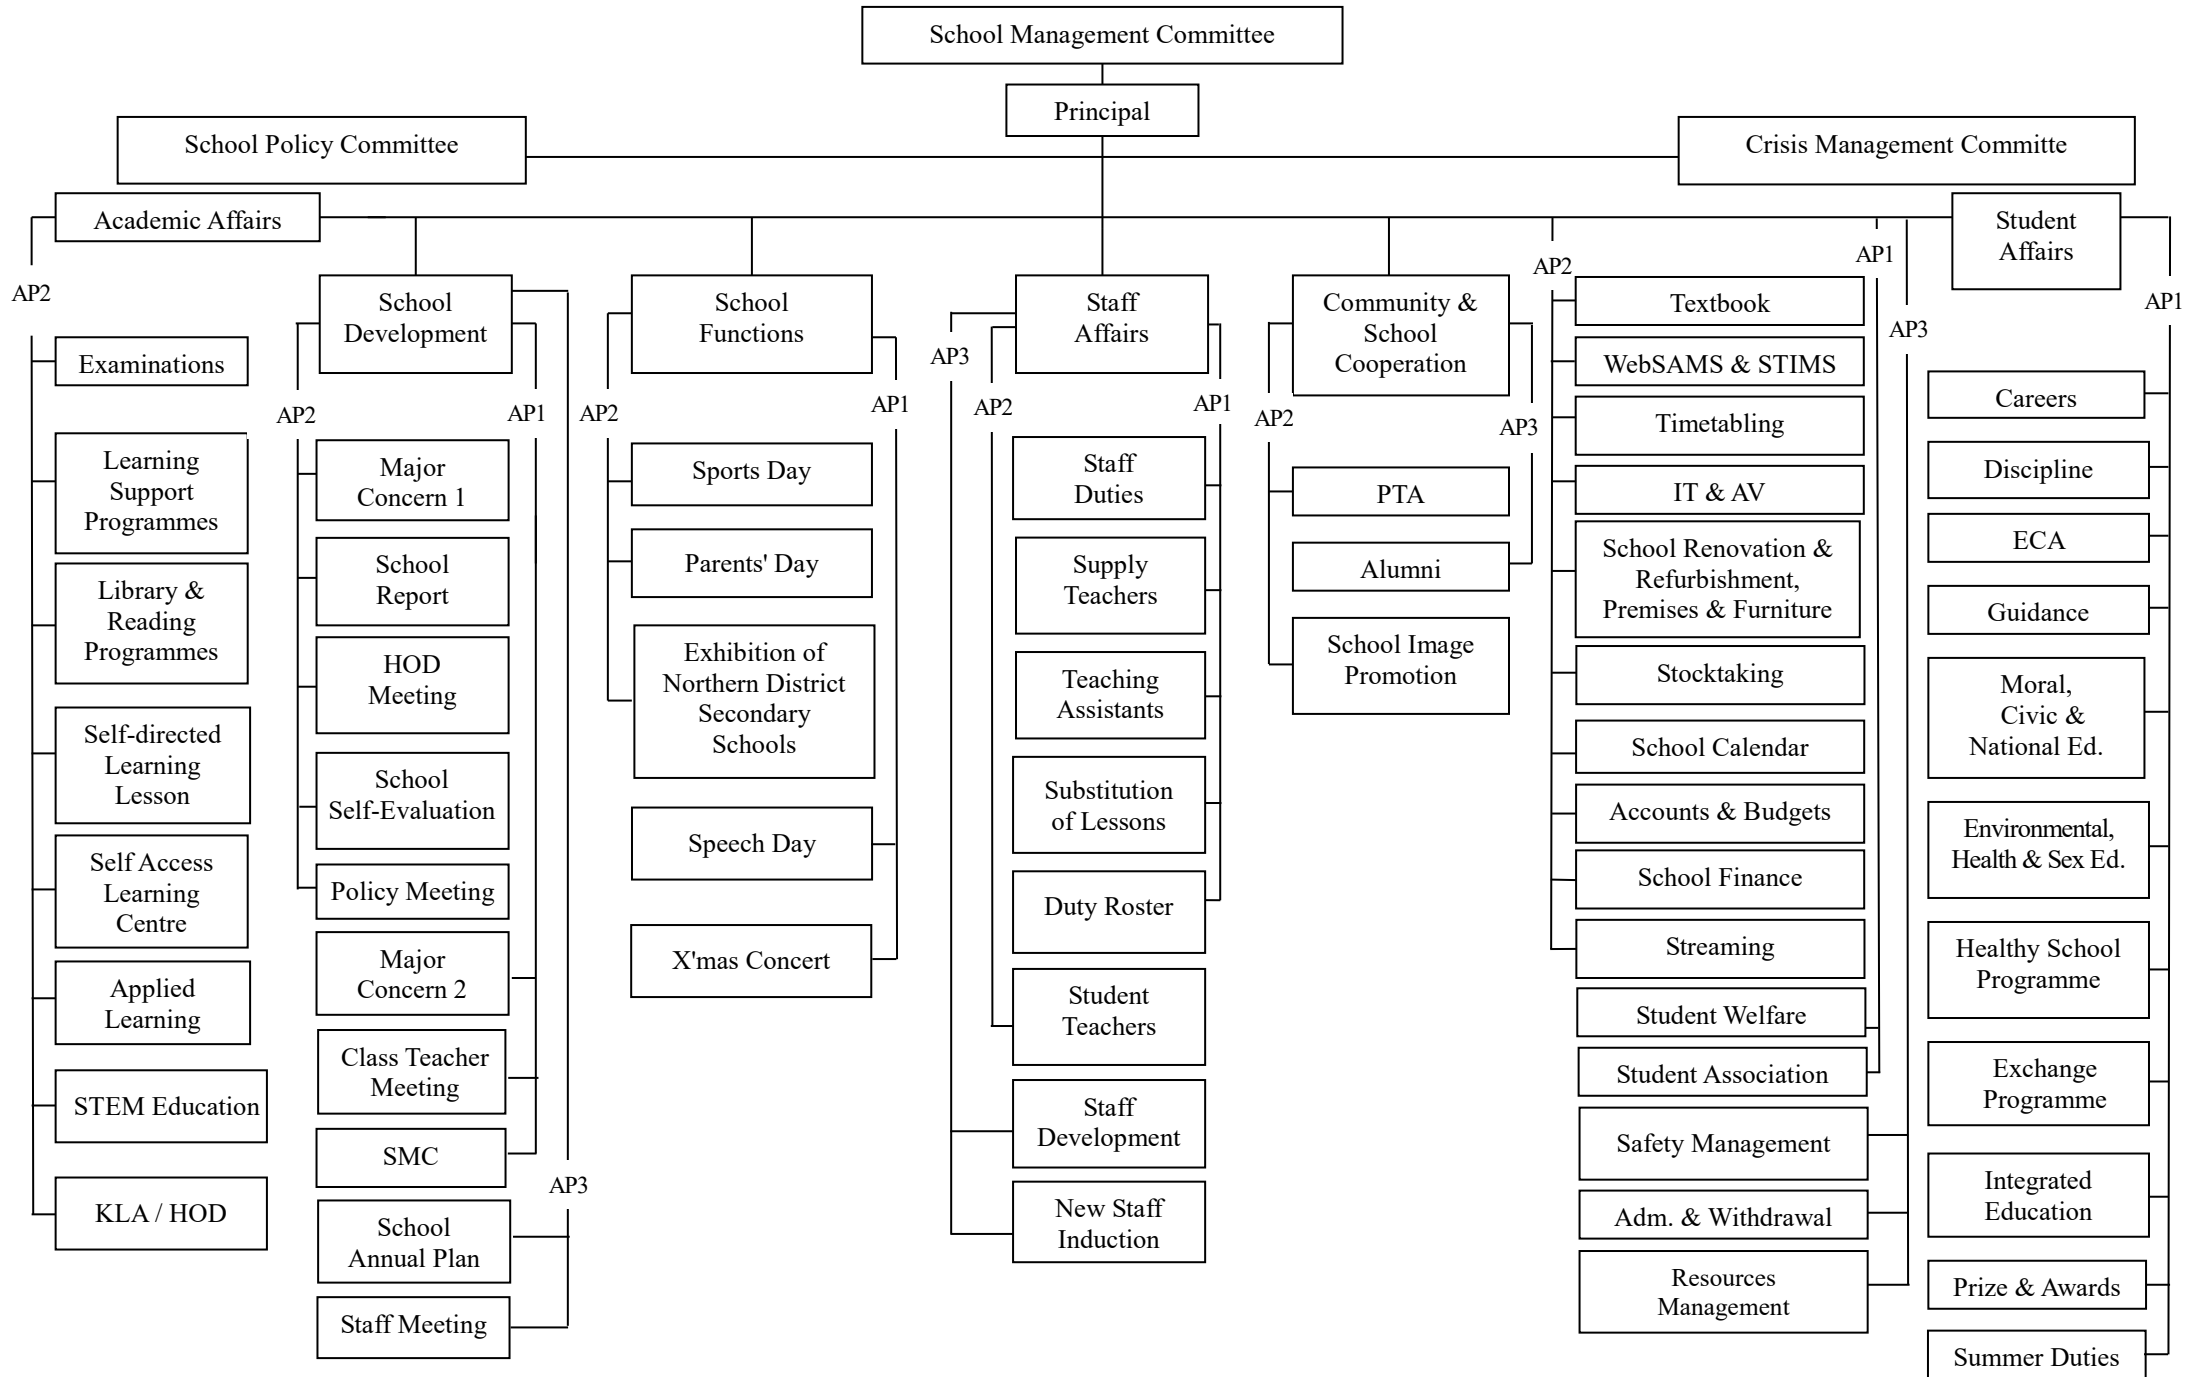 School Management Committee
Principal
School Policy Committee
Crisis Management Committe
Academic Affairs
Student
Affairs
AP2
Examinations
Learning
Support
Programmes
Library &
Reading
Programmes
Self-directed
Learning
Lesson
Self Access
Learning
Centre
Applied
Learning
STEM Education
KLA / HOD
School
Development
AP2
AP1
Major
Concern 1
School
Report
HOD
Meeting
School
Self-Evaluation
Policy Meeting
Major
Concern 2
Class Teacher
Meeting
SMC
AP3
School
Annual Plan
Staff Meeting
School
Functions
AP2
AP1
Sports Day
Parents' Day
Exhibition of
Northern District
Secondary
Schools
Speech Day
X'mas Concert
Staff
Affairs
AP3
AP2
AP1
Staff
Duties
Supply
Teachers
Teaching
Assistants
Substitution
of Lessons
Duty Roster
Student
Teachers
Staff
Development
New Staff
Induction
Community &
School
Cooperation
AP2
AP3
PTA
Alumni
School Image
Promotion
AP2
AP1
AP3
Textbook
WebSAMS & STIMS
Timetabling
IT & AV
School Renovation &
Refurbishment,
Premises & Furniture
Stocktaking
School Calendar
Accounts & Budgets
School Finance
Streaming
Student Welfare
Student Association
Safety Management
Adm. & Withdrawal
Resources
Management
AP1
Careers
Discipline
ECA
Guidance
Moral,
Civic &
National Ed.
Environmental,
Health & Sex Ed.
Healthy School
Programme
Exchange
Programme
Integrated
Education
Prize & Awards
Summer Duties